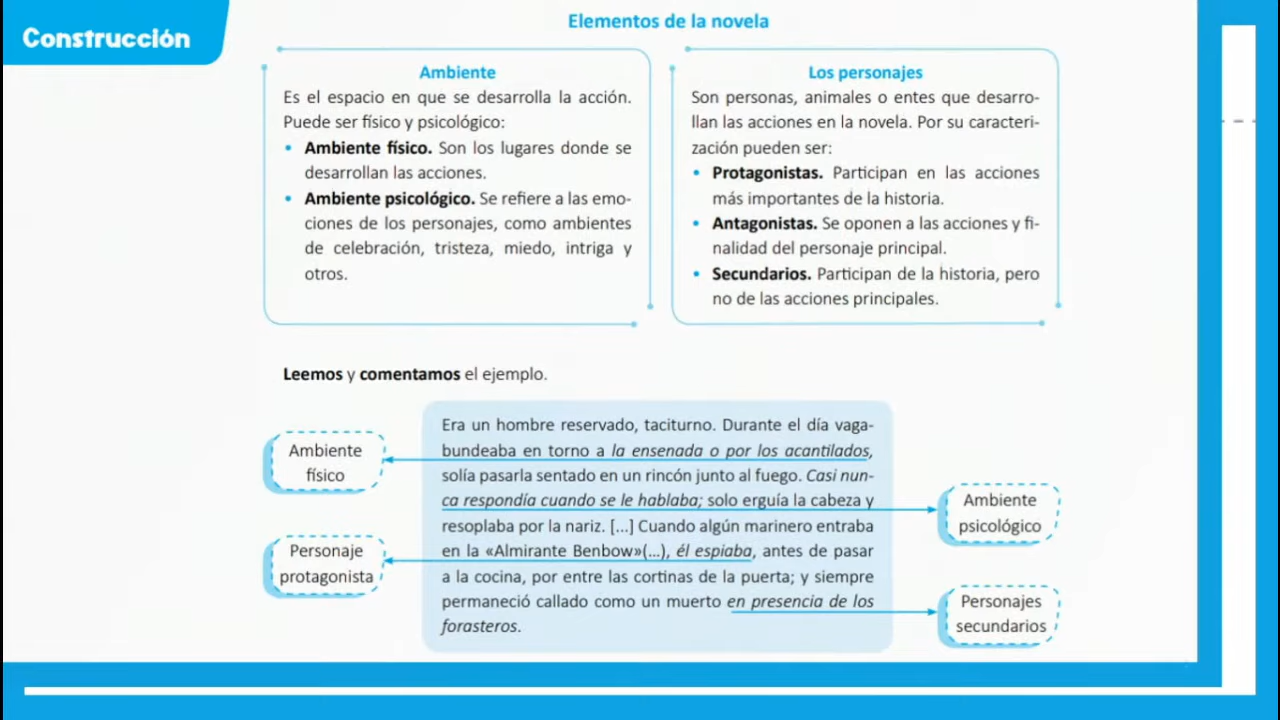 Construcción
Elementos de la novela
Ambiente
Es el espacio en que se desarrolla la acción.
Puede ser físico y psicológico:
• Ambiente físico. Son los lugares donde se
desarrollan las acciones.
• Ambiente psicológico. Se refiere a las emo-
ciones de los personajes, como ambientes
de celebración, tristeza, miedo, intriga y
otros.
Los personajes
Son personas, animales o entes que desarro-
llan las acciones en la novela. Por su caracteri-
zación pueden ser:
• Protagonistas. Participan en las acciones
más importantes de la historia.
• Antagonistas. Se oponen a las acciones y fi-
nalidad del personaje principal.
• Secundarios. Participan de la historia, pero
no de las acciones principales.
Leemos y comentamos el ejemplo.
Ambiente
físico
Personaje
protagonista
Era un hombre reservado, taciturno. Durante el día vaga-
bundeaba en torno a la ensenada o por los acantilados,
solía pasarla sentado en un rincón junto al fuego. Casi nun-
ca respondía cuando se le hablaba; solo erguía la cabeza y
resoplaba por la nariz. [...] Cuando algún marinero entraba
en la «Almirante Benbow»(...), él espiaba, antes de pasar
a la cocina, por entre las cortinas de la puerta; y siempre
permaneció callado como un muerto en presencia de los
forasteros.
Ambiente
psicológico
Personajes
secundarios